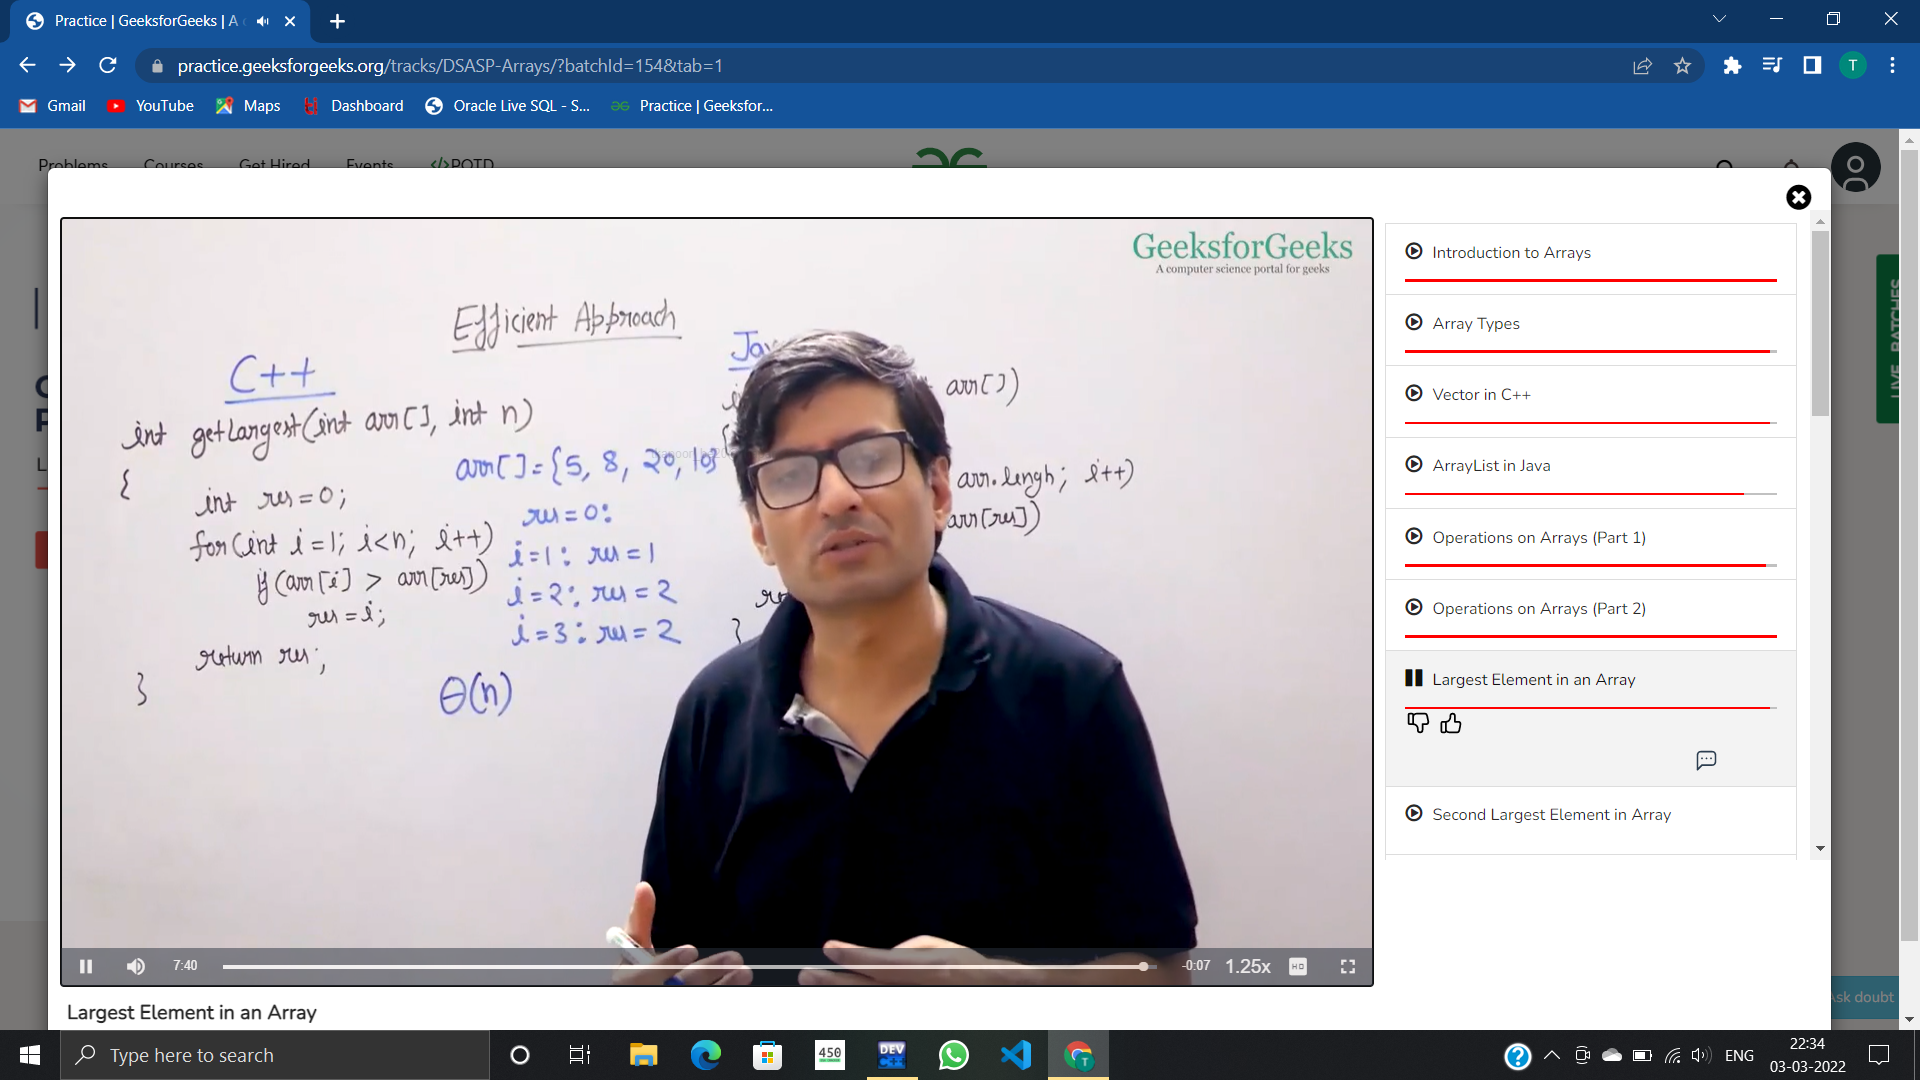 Practice | GeeksforGeeks | A
practice.geeksforgeeks.org/tracks/DSASP-Arrays/?batchId=154&tab=1
T
Gmail
YouTube
Maps
Dashboard
Oracle Live SQL - S...
Practice | Geeksfor...
Problems
Courses
Get Hired
Events
POTD
GeeksforGeeks
A computer science portal for geeks
Efficient Approach
C++
int getLargest(int arr[], int n)
{
int res=0;
for(int i=1; i<n; i++)
if(arr[i] > arr[res])
res=i;
return res;
}
arr[]={5, 8, 20, 10}
res=0:
i=1: res=1
i=2: res=2
i=3: res=2
θ(n)
arr[])
arr.lengh; i++)
arr[res])
}
7:40
-0:07
1.25x
HD
Largest Element in an Array
Introduction to Arrays
Array Types
Vector in C++
ArrayList in Java
Operations on Arrays (Part 1)
Operations on Arrays (Part 2)
Largest Element in an Array
Second Largest Element in Array
LIVE BATCHES
Ask doubt
Type here to search
450
DEV
C++
T
ENG
22:34
03-03-2022